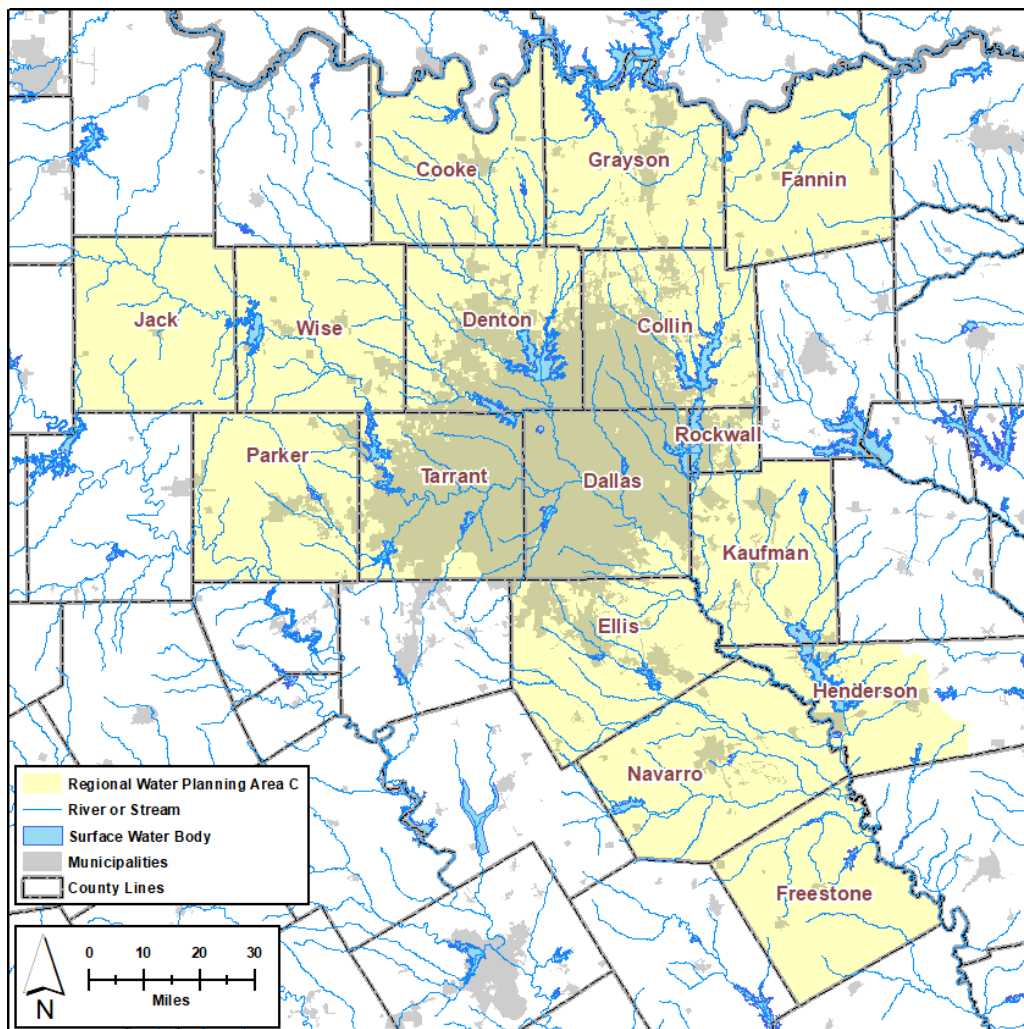 Cooke
Grayson
Fannin
Jack
Wise
Denton
Collin
Parker
Tarrant
Dallas
Rockwall
Kaufman
Ellis
Henderson
Navarro
Freestone
Regional Water Planning Area C
River or Stream
Surface Water Body
Municipalities
County Lines
N
0 10 20 30
Miles